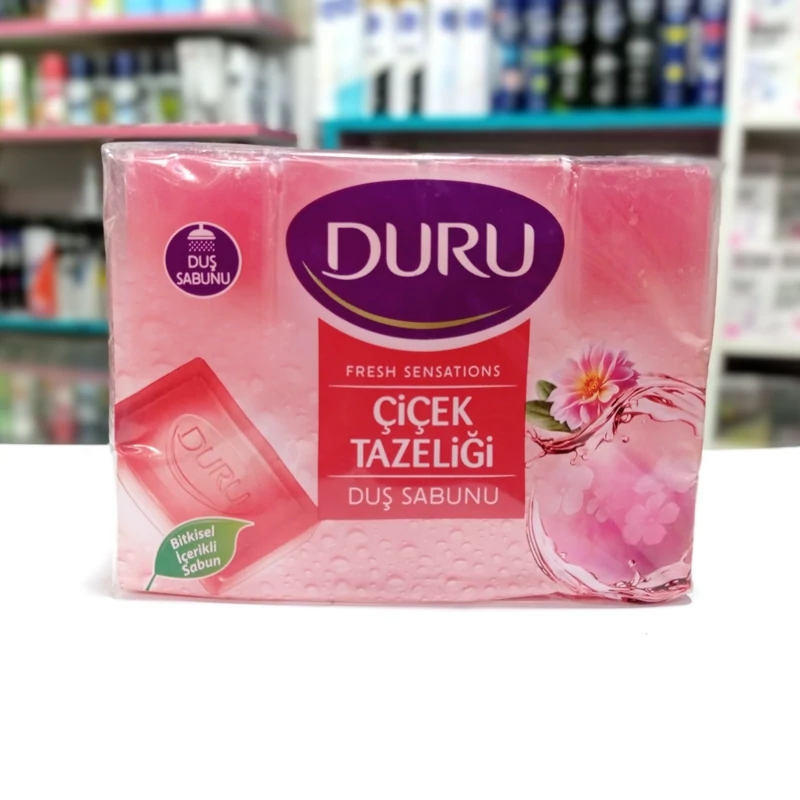 DUŞ
SABUNU
DURU
FRESH SENSATIONS
ÇİÇEK
TAZELİĞİ
DUŞ SABUNU
DURU
Bitkisel
İçerikli
Sabun